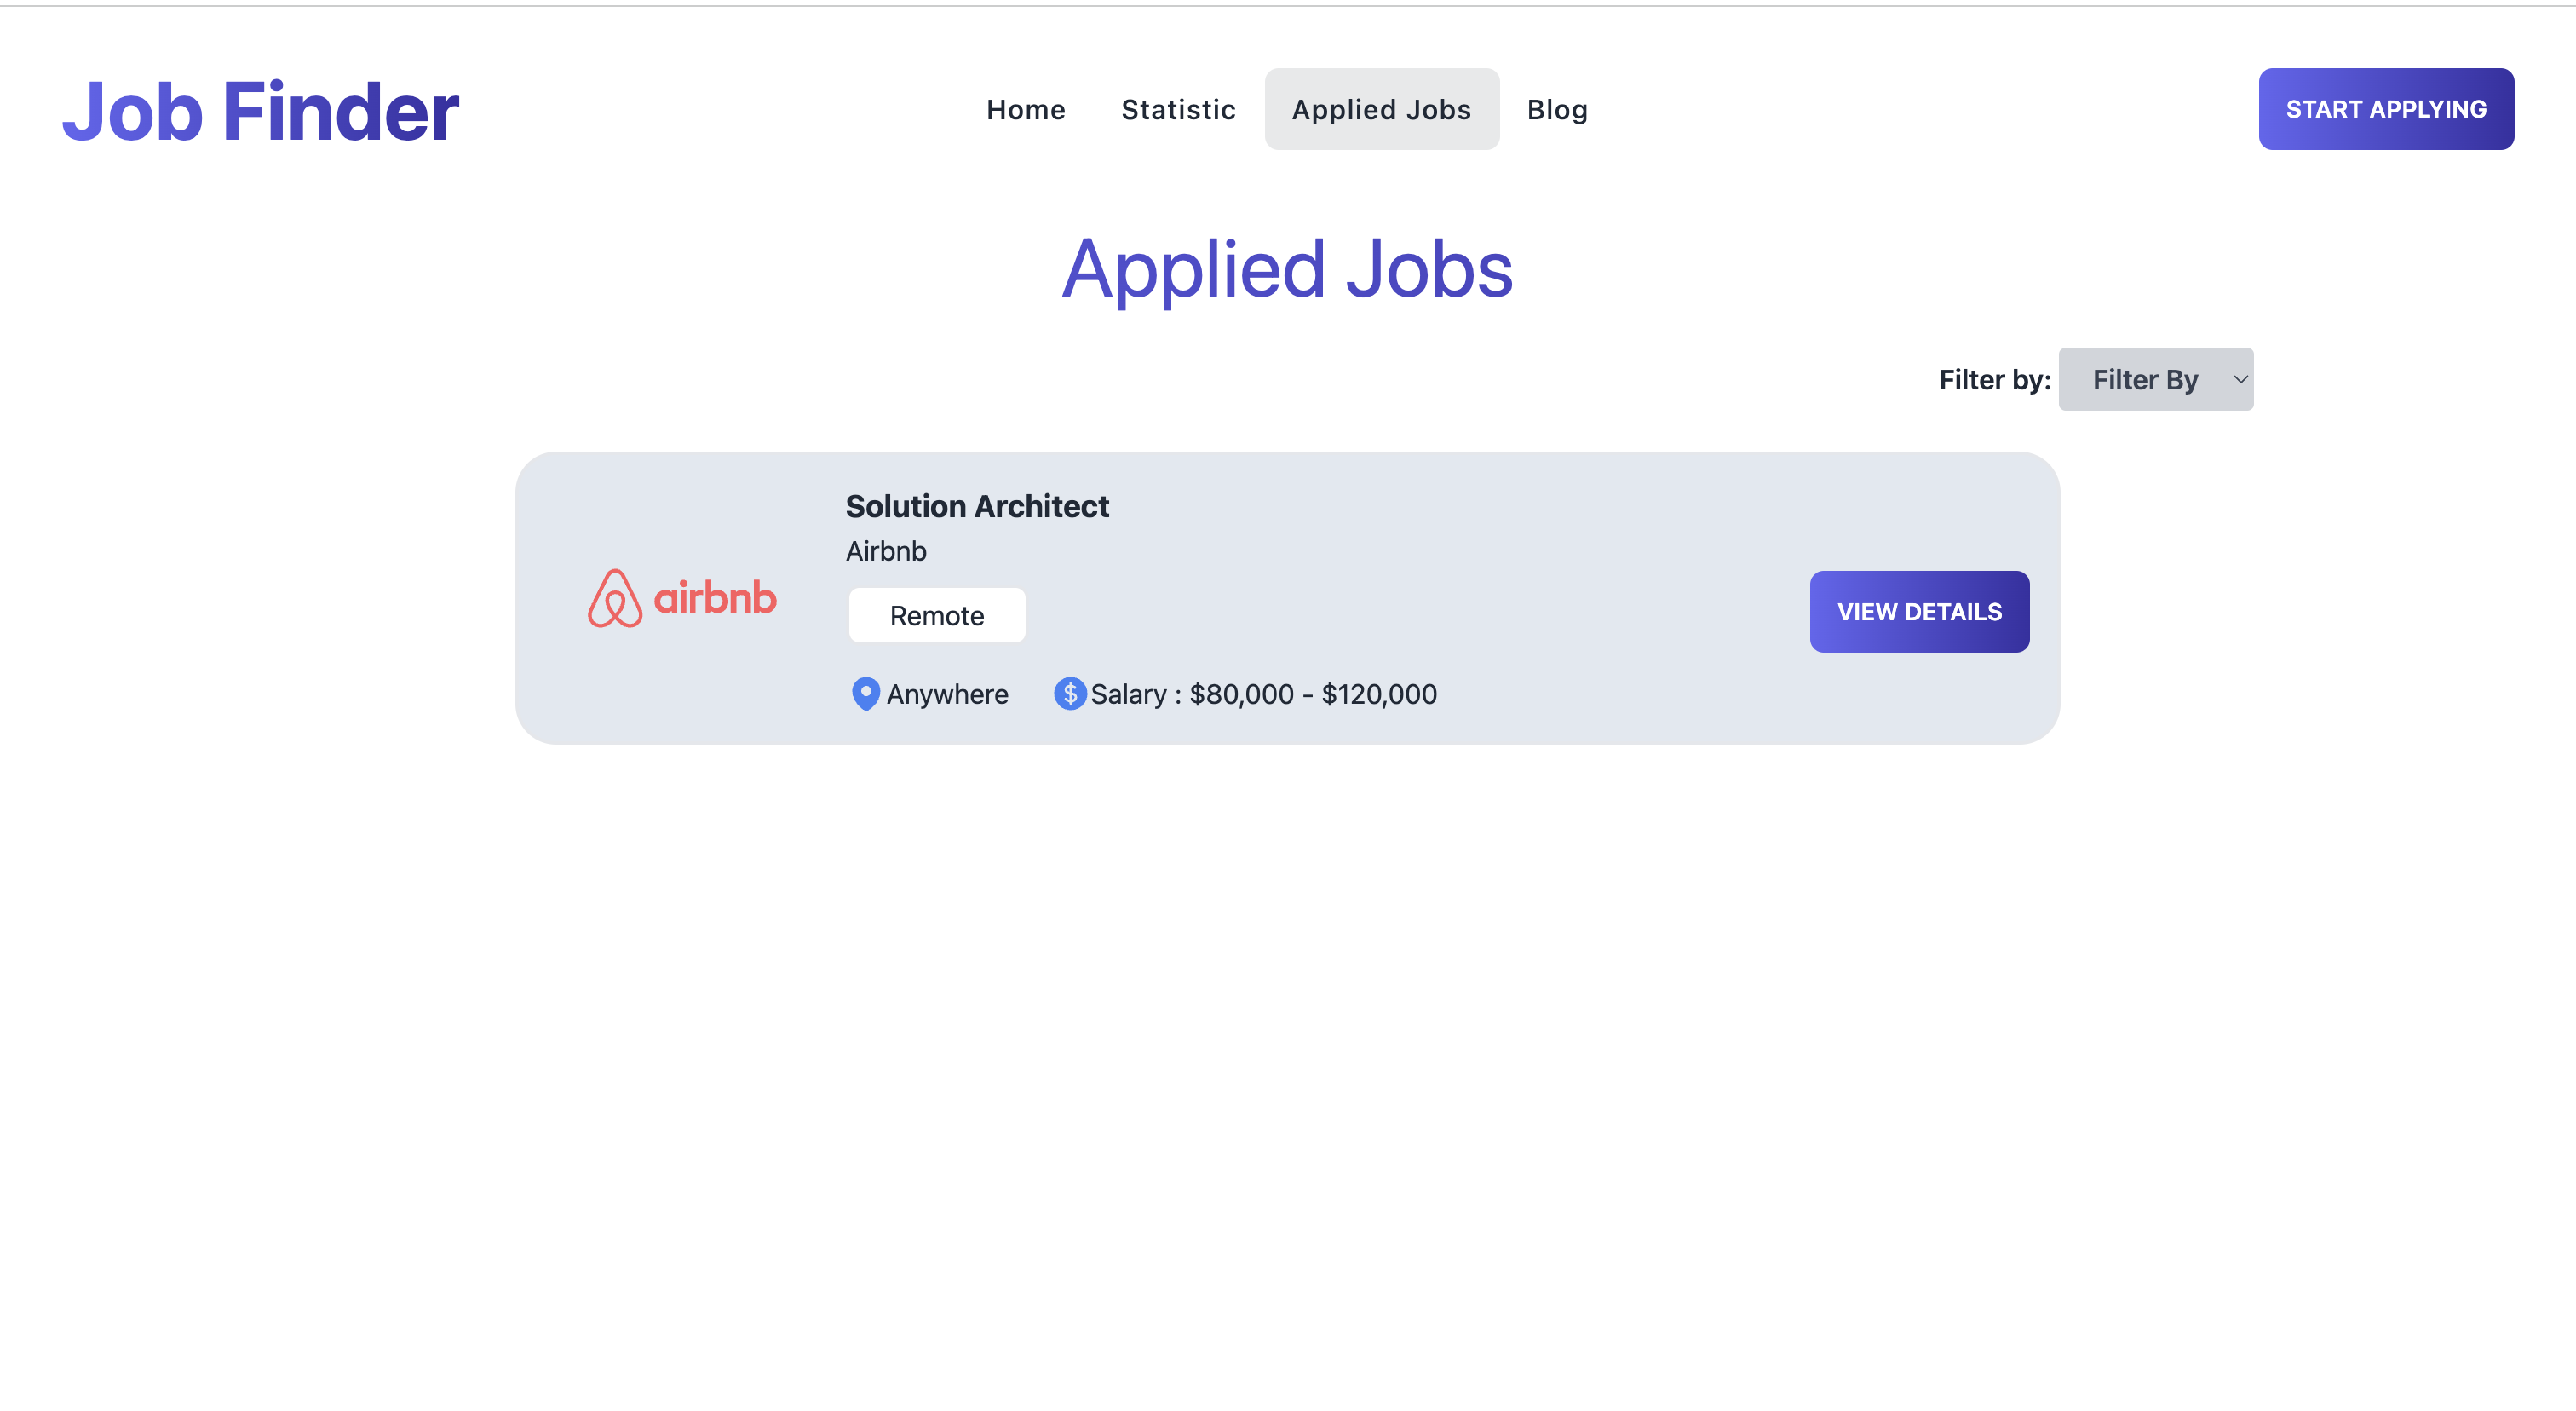 Job Finder
Home Statistic Applied Jobs Blog
START APPLYING
Applied Jobs
Filter by: Filter By
Solution Architect
Airbnb
airbnb
Remote
VIEW DETAILS
Anywhere $ Salary : $80,000 - $120,000